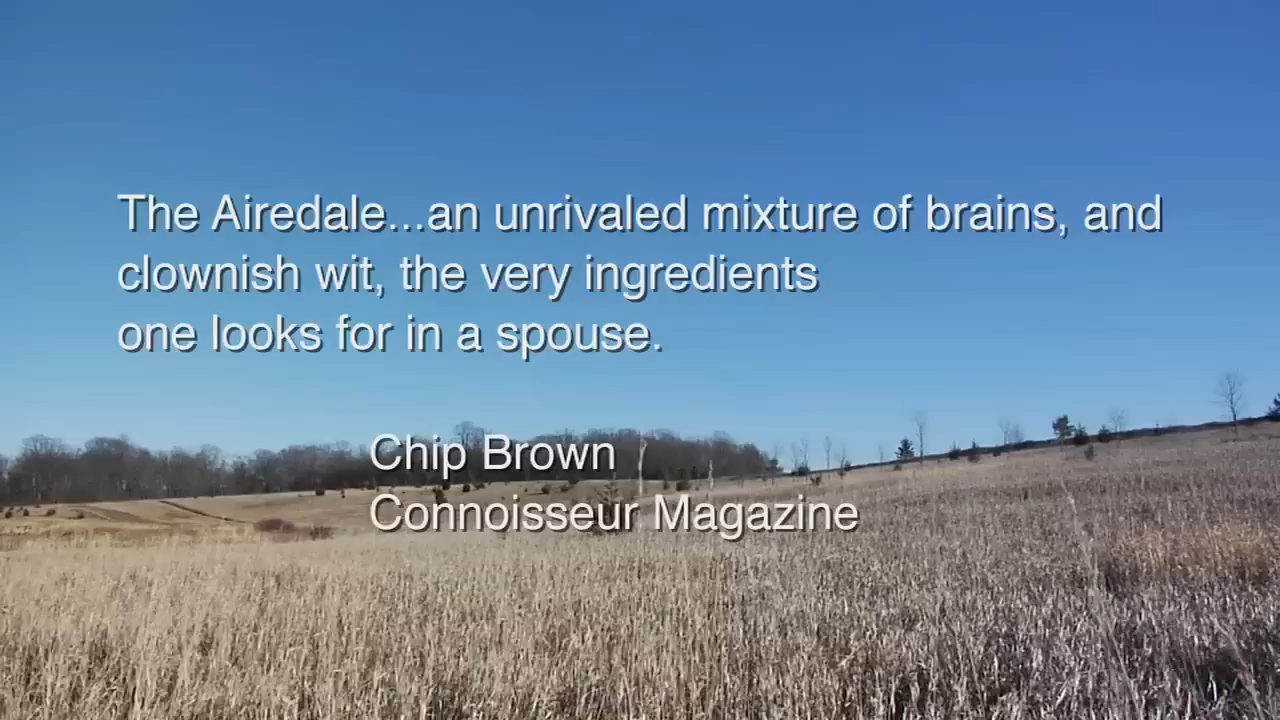 The Airedale...an unrivaled mixture of brains, and
clownish wit, the very ingredients
one looks for in a spouse.
Chip Brown
Connoisseur Magazine